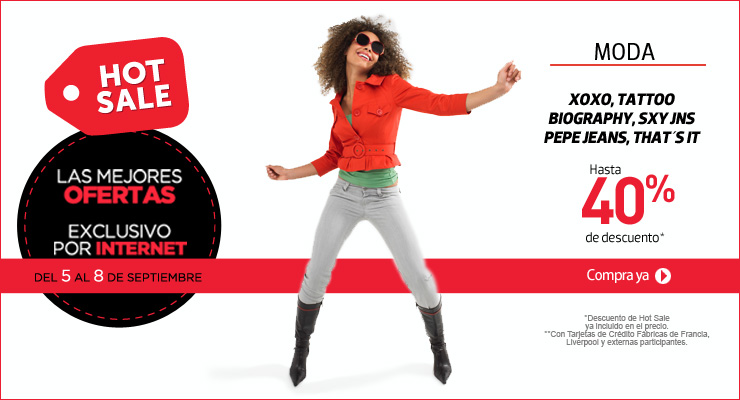 HOT
SALE
LAS MEJORES
OFERTAS
EXCLUSIVO
POR INTERNET
DEL 5 AL 8 DE SEPTIEMBRE
MODA
XOXO, TATTOO
BIOGRAPHY, SXY JNS
PEPE JEANS, THAT´S IT
Hasta
40%
de descuento*
Compra ya
*Descuento de Hot Sale
ya incluido en el precio.
**Con Tarjetas de Crédito Fábricas de Francia,
Liverpool y externas participantes.